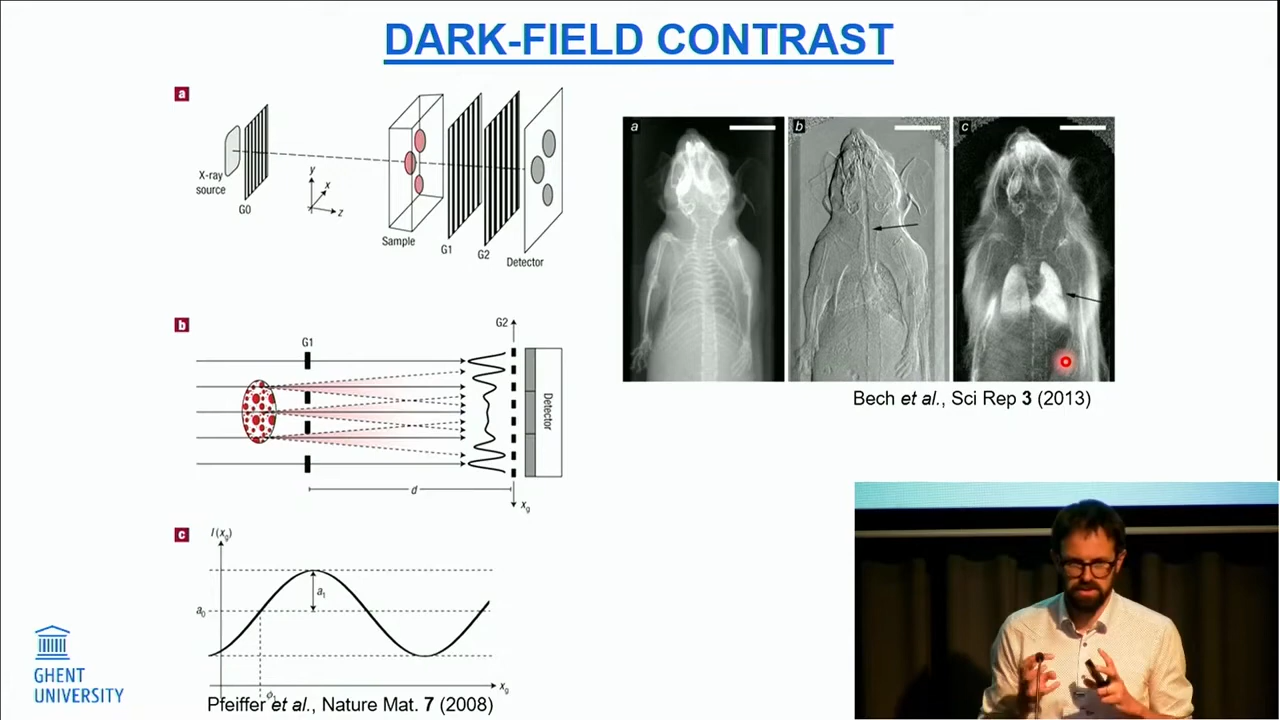 DARK-FIELD CONTRAST
a
X-ray
source
G0
y
x
z
Sample
G1
G2
Detector
b
G1
G2
Detector
d
xg
c
I(xg)
a0
a1
ϕ1
xg
Pfeiffer et al., Nature Mat. 7 (2008)
a
b
c
Bech et al., Sci Rep 3 (2013)
GHENT
UNIVERSITY